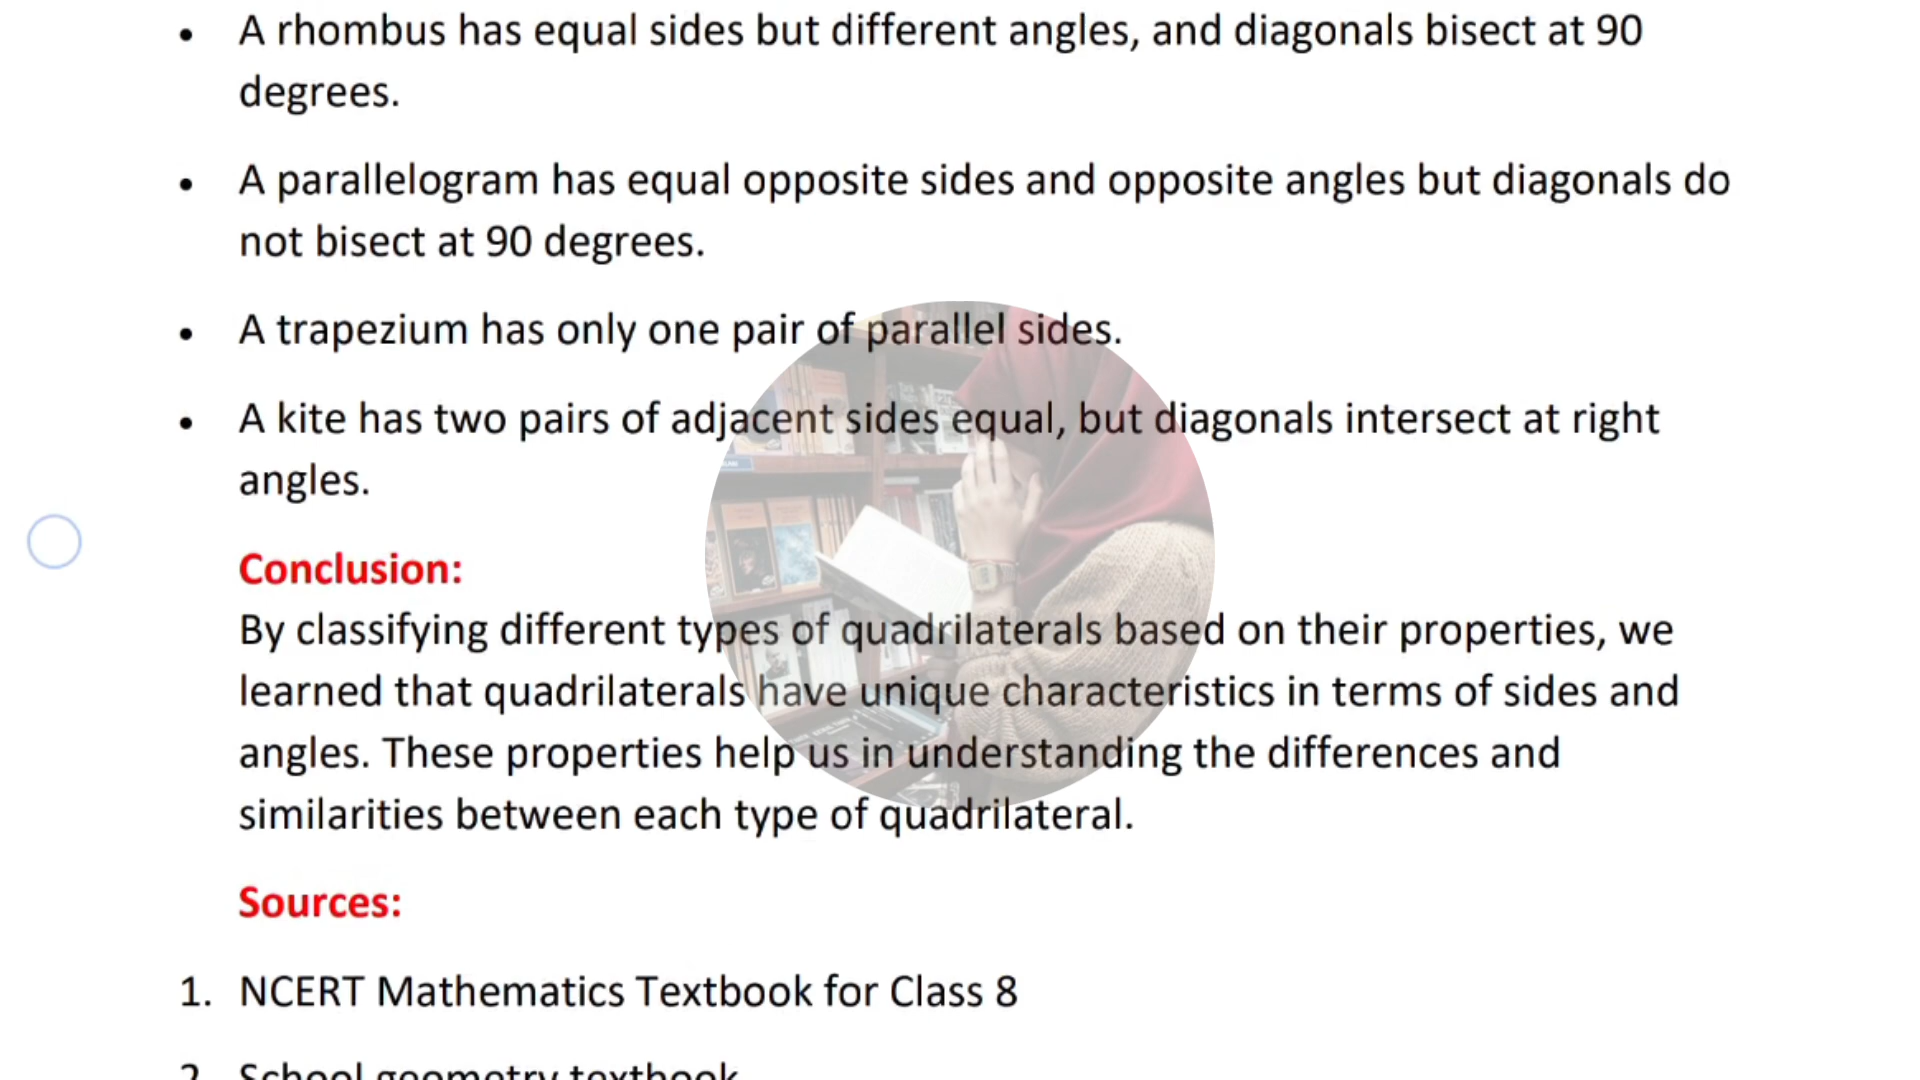 • A rhombus has equal sides but different angles, and diagonals bisect at 90
degrees.
• A parallelogram has equal opposite sides and opposite angles but diagonals do
not bisect at 90 degrees.
• A trapezium has only one pair of parallel sides.
• A kite has two pairs of adjacent sides equal, but diagonals intersect at right
angles.
Conclusion:
By classifying different types of quadrilaterals based on their properties, we
learned that quadrilaterals have unique characteristics in terms of sides and
angles. These properties help us in understanding the differences and
similarities between each type of quadrilateral.
Sources:
1. NCERT Mathematics Textbook for Class 8
2. School geometry textbook